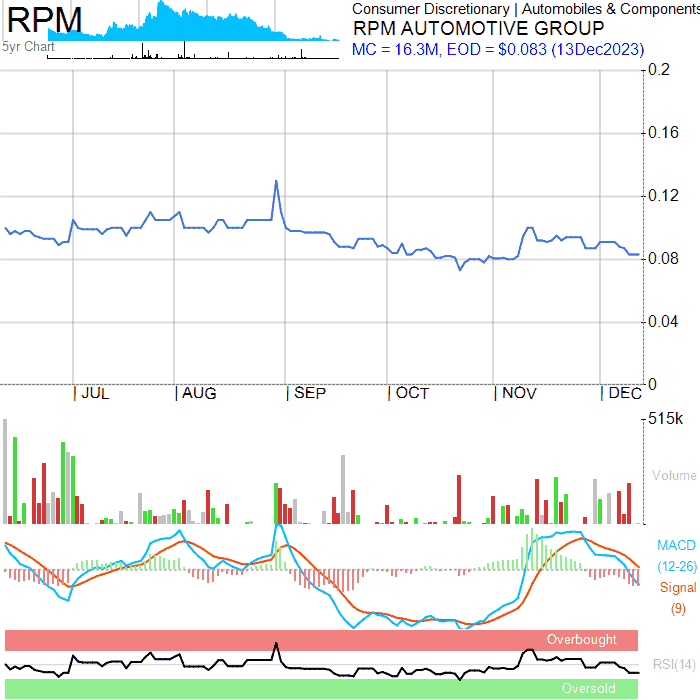 RPM
5yr Chart
Consumer Discretionary | Automobiles & Components
RPM AUTOMOTIVE GROUP
MC = 16.3M, EOD = $0.083 (13Dec2023)
0.2
0.16
0.12
0.08
0.04
0
| JUL | AUG | SEP | OCT | NOV | DEC
515k
Volume
MACD
(12-26)
Signal
(9)
Overbought
RSI(14)
Oversold